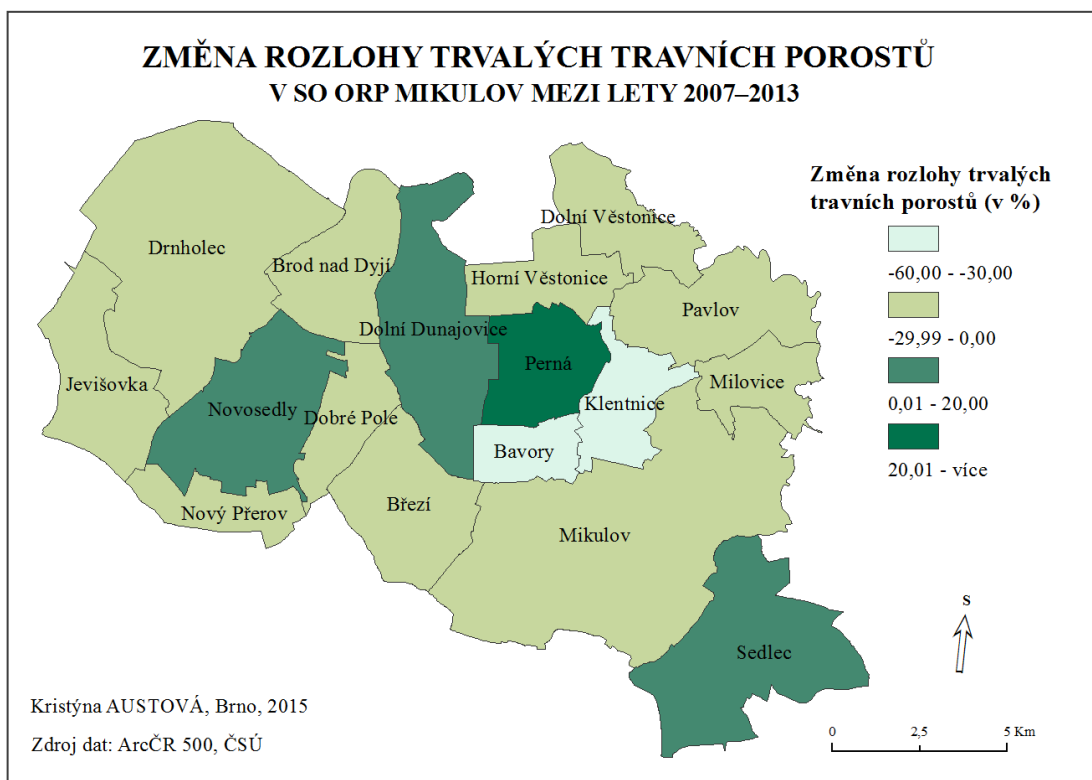 ZMĚNA ROZLOHY TRVALÝCH TRAVNÍCH POROSTŮ
V SO ORP MIKULOV MEZI LETY 2007–2013
Změna rozlohy trvalých
travních porostů (v %)
-60,00 - -30,00
-29,99 - 0,00
0,01 - 20,00
20,01 - více
Dolní Věstonice
Drnholec
Brod nad Dyjí
Horní Věstonice
Pavlov
Dolní Dunajovice
Perná
Jevišovka
Milovice
Novosedly
Klentnice
Dobré Pole
Bavory
Březí
Nový Přerov
Mikulov
Sedlec
S
Kristýna AUSTOVÁ, Brno, 2015
Zdroj dat: ArcČR 500, ČSÚ
0 2,5 5 Km